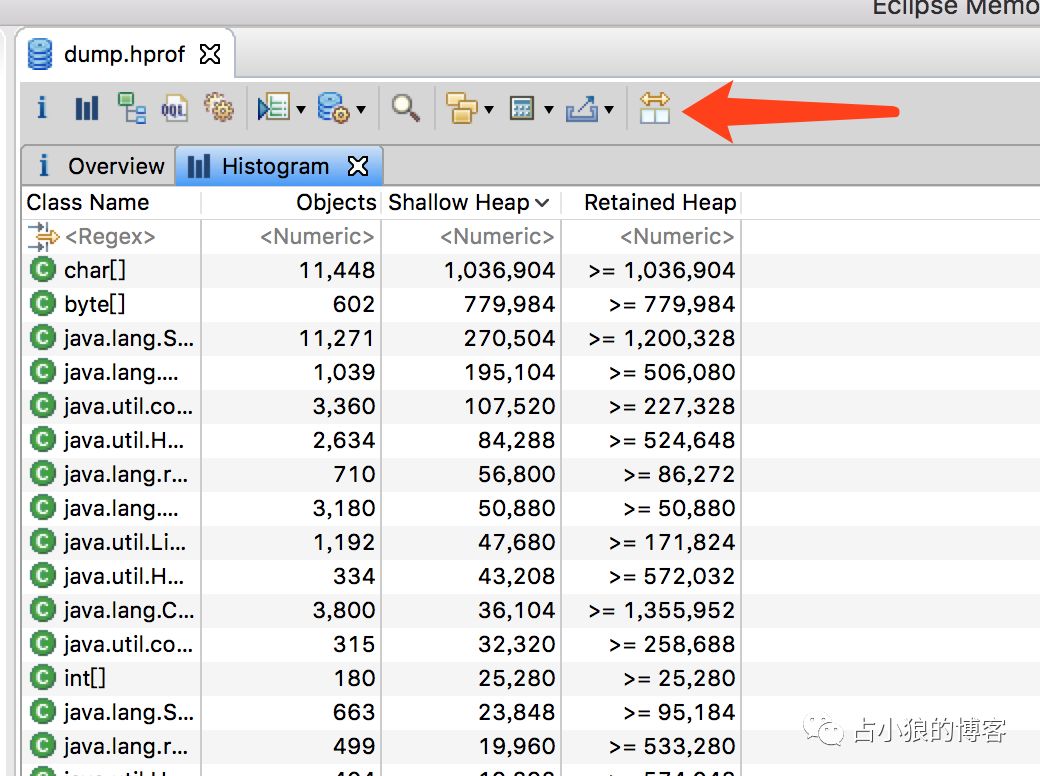 Eclipse Memo
dump.hprof
i OQL
i Overview Histogram
Class Name Objects Shallow Heap Retained Heap
<Regex> <Numeric> <Numeric> <Numeric>
C char[] 11,448 1,036,904 >= 1,036,904
C byte[] 602 779,984 >= 779,984
C java.lang.S... 11,271 270,504 >= 1,200,328
C java.lang.... 1,039 195,104 >= 506,080
C java.util.co... 3,360 107,520 >= 227,328
C java.util.H... 2,634 84,288 >= 524,648
C java.lang.r... 710 56,800 >= 86,272
C java.lang.... 3,180 50,880 >= 50,880
C java.util.Li... 1,192 47,680 >= 171,824
C java.util.H... 334 43,208 >= 572,032
C java.lang.C... 3,800 36,104 >= 1,355,952
C java.util.co... 315 32,320 >= 258,688
C int[] 180 25,280 >= 25,280
C java.lang.S... 663 23,848 >= 95,184
C java.lang.r... 499 19,960 >= 533,280
占小狼的博客